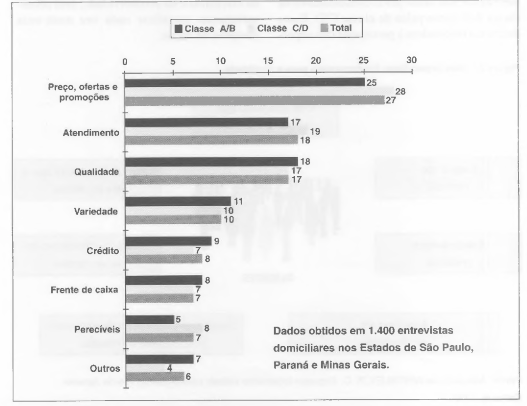 Classe A/B Classe C/D Total
0 5 10 15 20 25 30
Preço, ofertas e
promoções
25
28
27
Atendimento
17
19
18
Qualidade
18
17
17
Variedade
11
10
10
Crédito
9
7
8
Frente de caixa
8
7
7
Perecíveis
5
8
7
Outros
7
4
6
Dados obtidos em 1.400 entrevistas
domiciliares nos Estados de São Paulo,
Paraná e Minas Gerais.